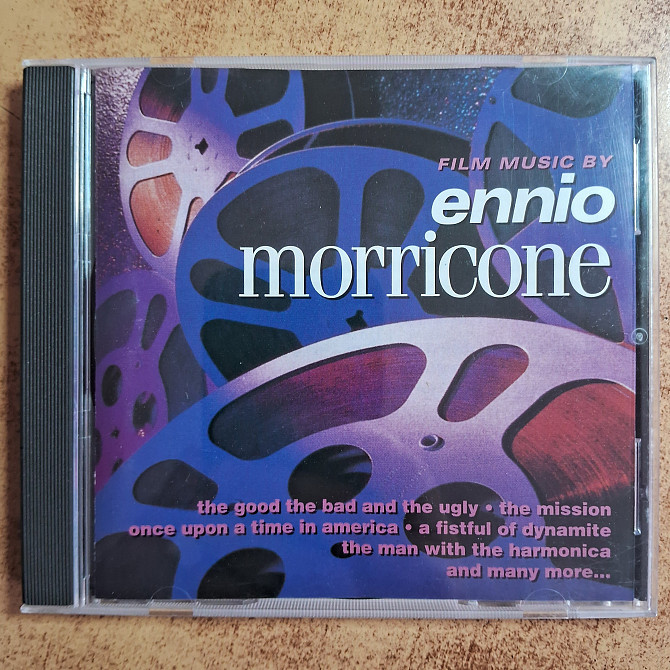 FILM MUSIC BY
ennio
morricone
the good the bad and the ugly • the mission
once upon a time in america • a fistful of dynamite
the man with the harmonica
and many more...